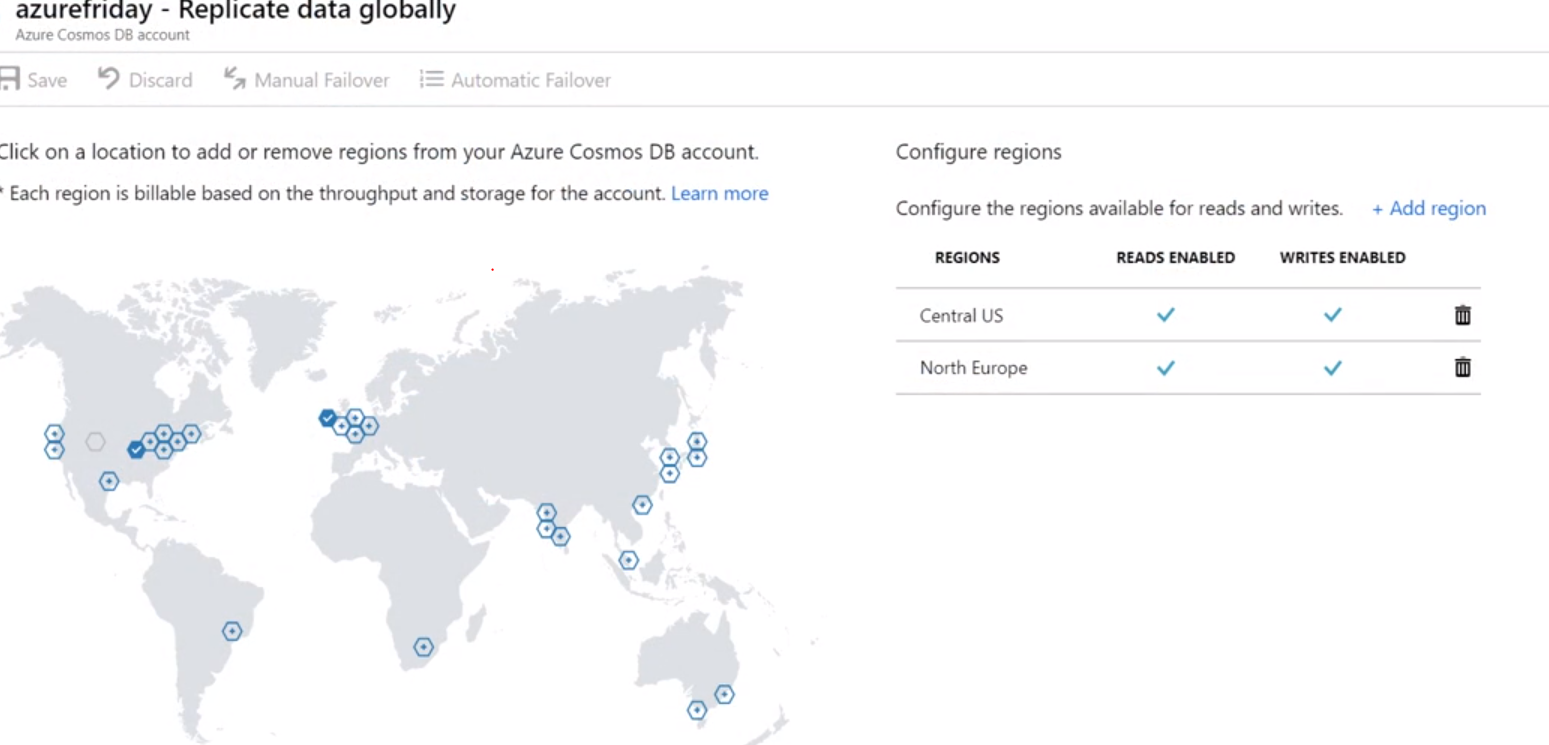 azurefriday - Replicate data globally
Azure Cosmos DB account
Save Discard Manual Failover Automatic Failover
Click on a location to add or remove regions from your Azure Cosmos DB account.
* Each region is billable based on the throughput and storage for the account. Learn more
Configure regions
Configure the regions available for reads and writes. + Add region
REGIONS READS ENABLED WRITES ENABLED
Central US
North Europe